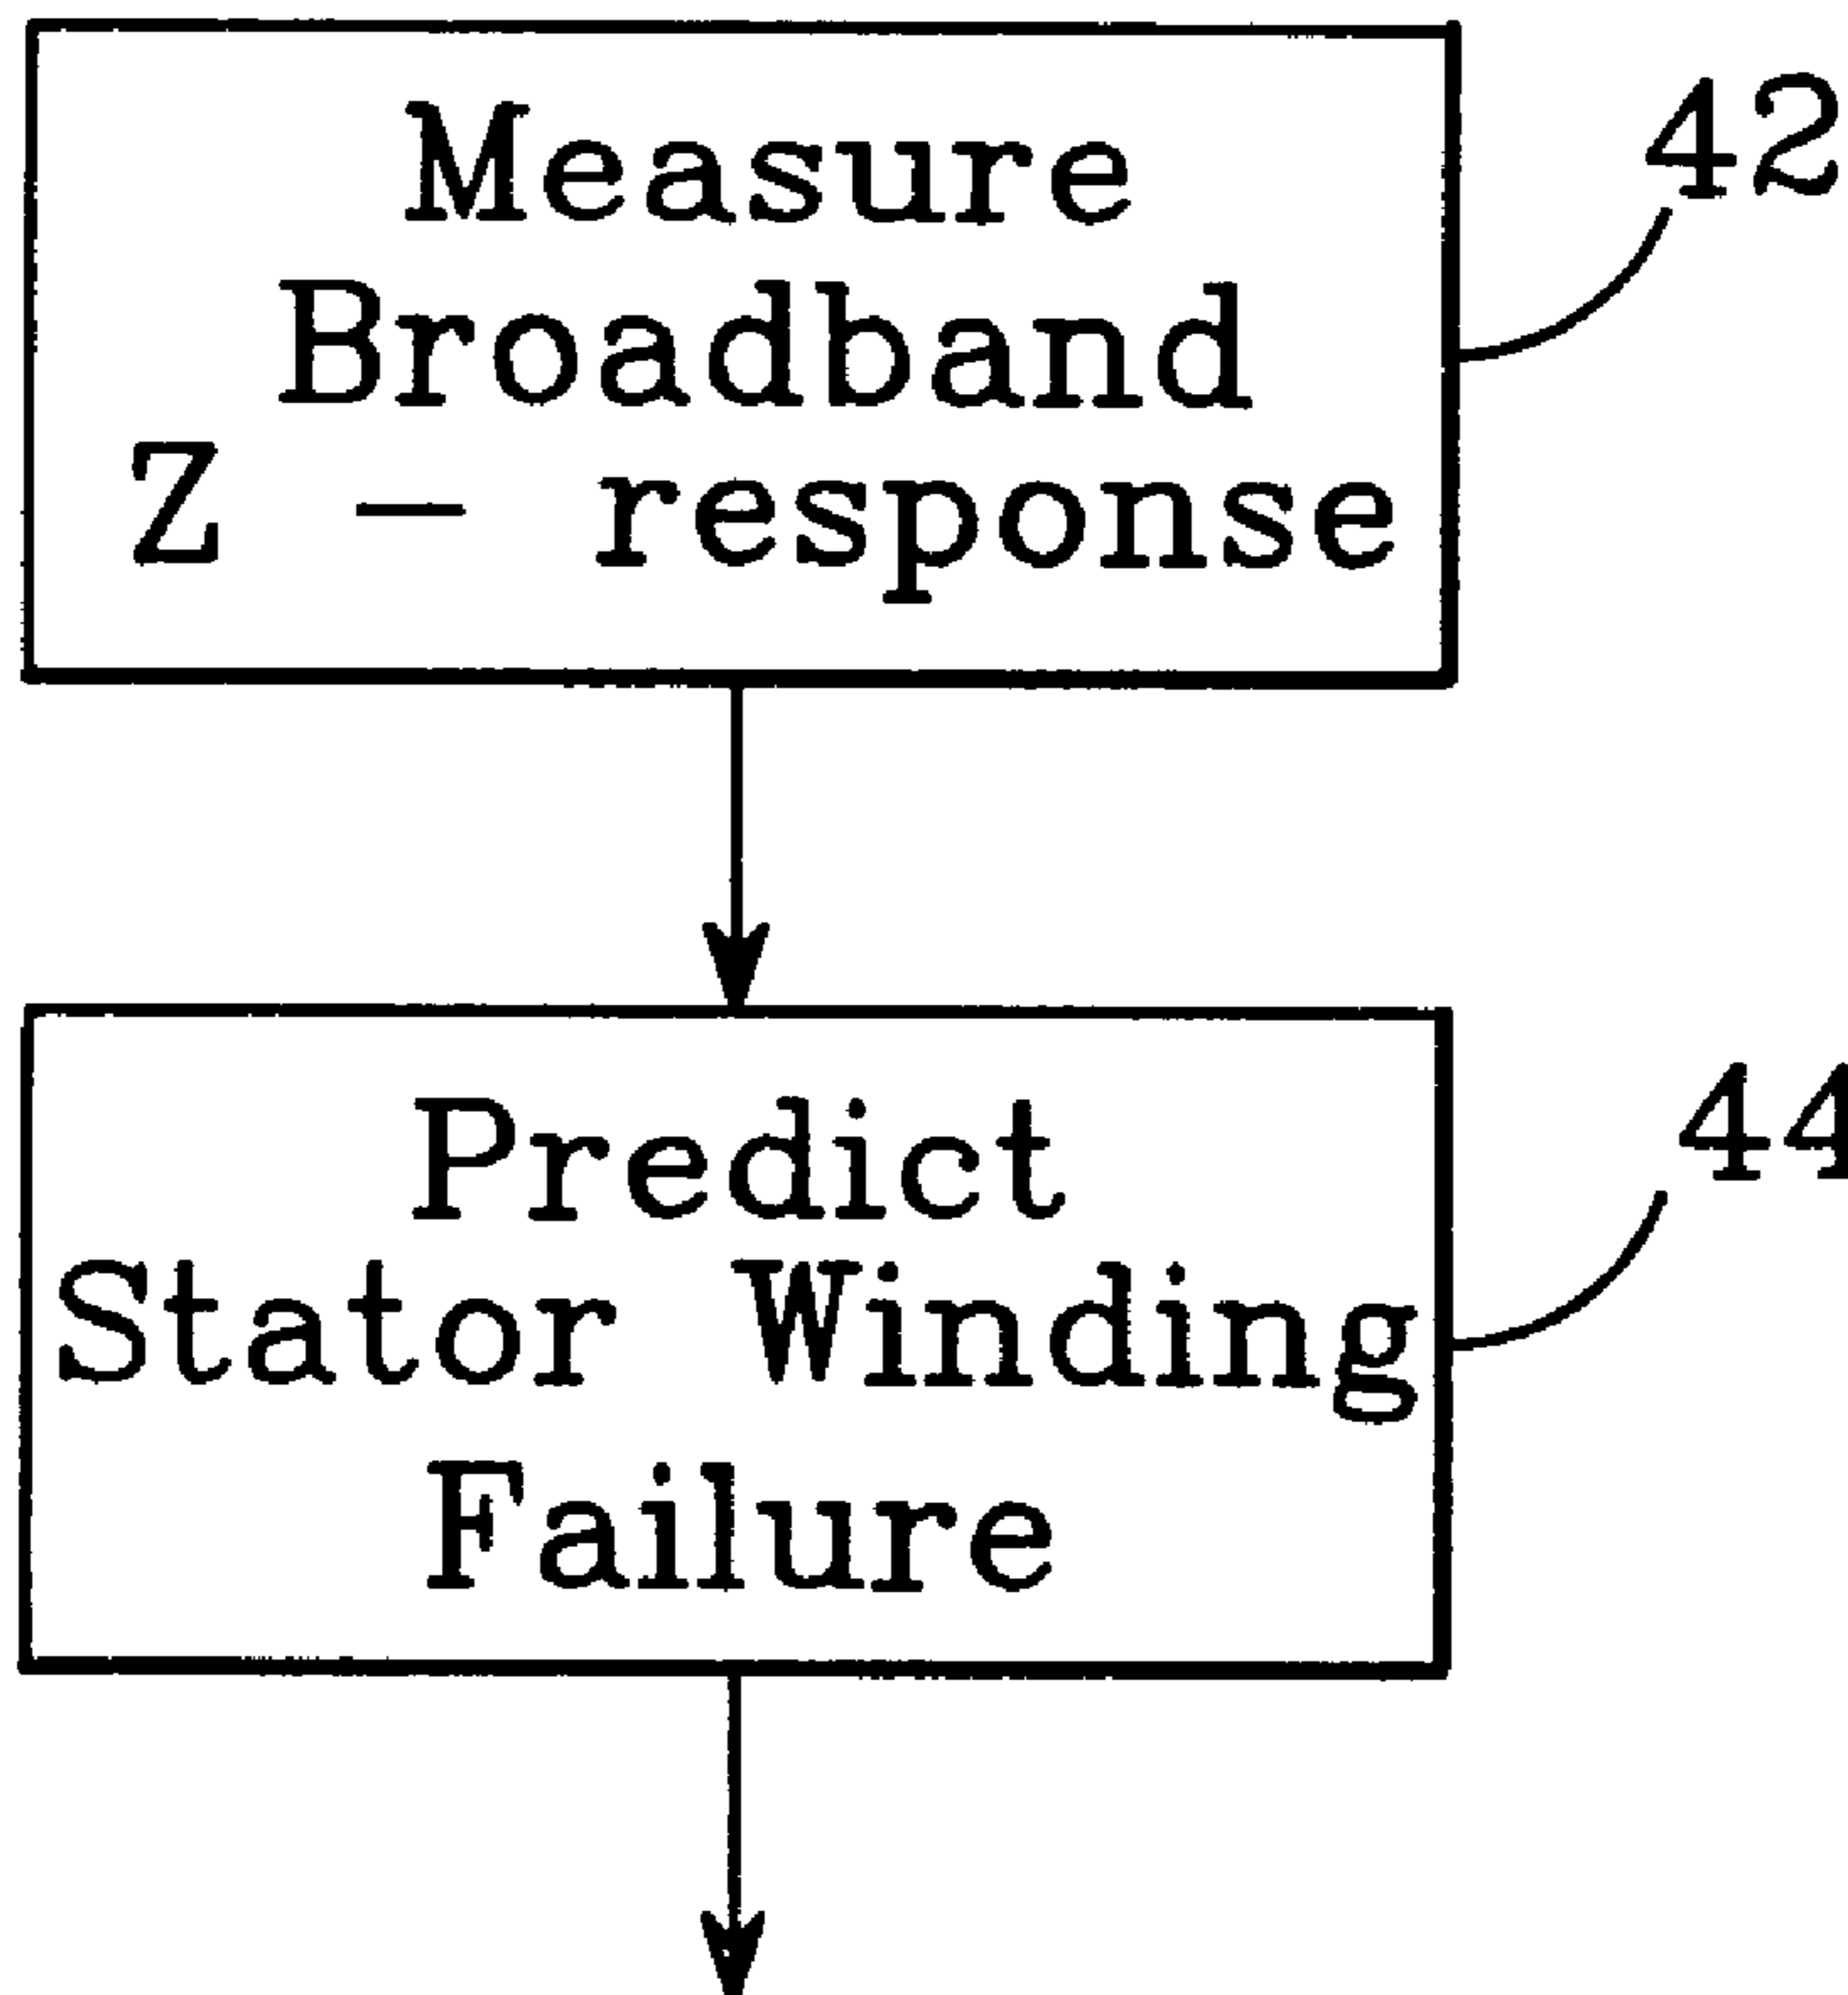 Measure
Broadband
Z — response
42
Predict
Stator Winding
Failure
44